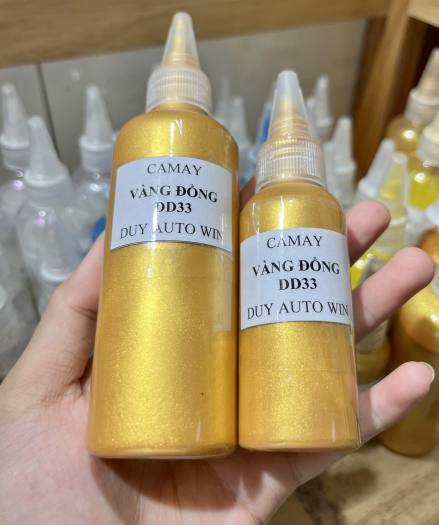 CAMAY
VÀNG ĐỒNG
DD33
DUY AUTO WIN
CAMAY
VÀNG ĐỒNG
DD33
DUY AUTO WIN